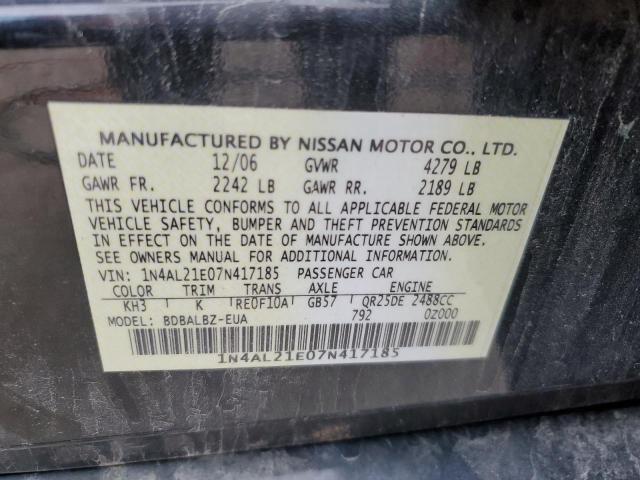 MANUFACTURED BY NISSAN MOTOR CO., LTD.
DATE 12/06 GVWR 4279 LB
GAWR FR. 2242 LB GAWR RR. 2189 LB
THIS VEHICLE CONFORMS TO ALL APPLICABLE FEDERAL MOTOR
VEHICLE SAFETY, BUMPER AND THEFT PREVENTION STANDARDS
IN EFFECT ON THE DATE OF MANUFACTURE SHOWN ABOVE.
SEE OWNERS MANUAL FOR ADDITIONAL INFORMATION.
VIN: 1N4AL21E07N417185 PASSENGER CAR
COLOR TRIM TRANS AXLE ENGINE
KH3 K RE0F10A GB57 QR25DE 2488CC
MODEL: BDBALBZ-EUA 792 0Z000
1N4AL21E07N417185